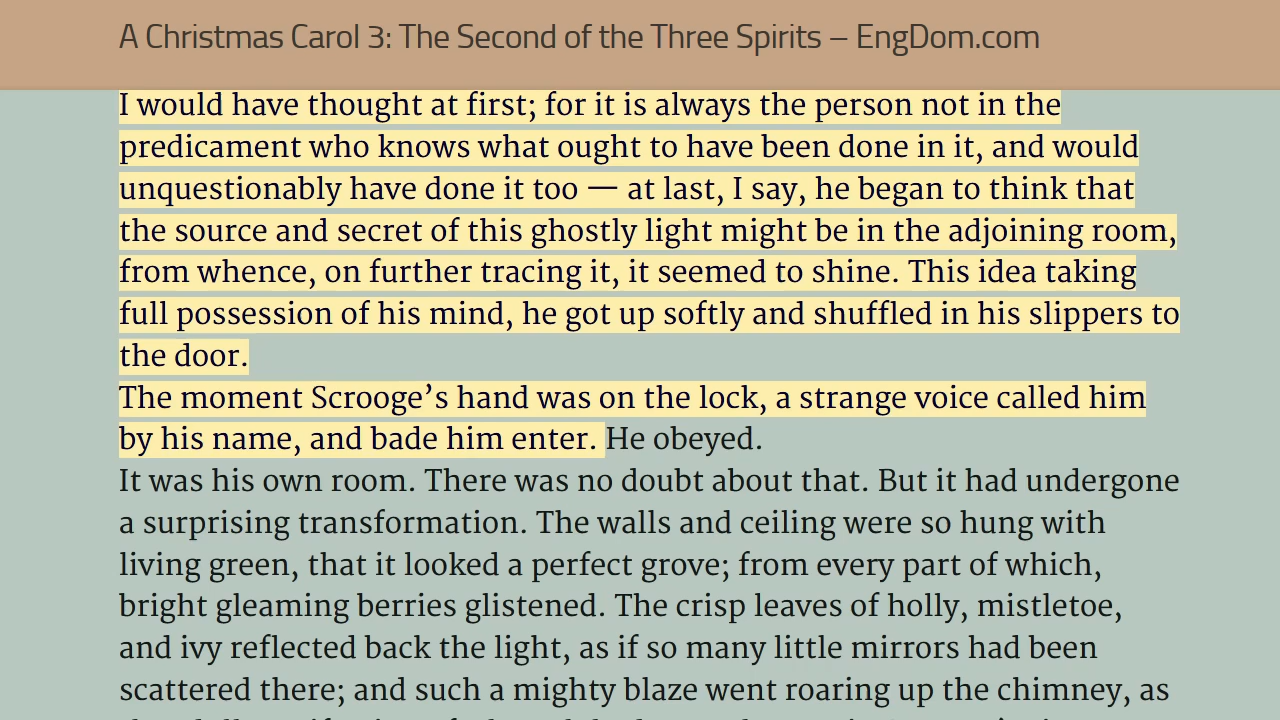 A Christmas Carol 3: The Second of the Three Spirits – EngDom.com
I would have thought at first; for it is always the person not in the
predicament who knows what ought to have been done in it, and would
unquestionably have done it too — at last, I say, he began to think that
the source and secret of this ghostly light might be in the adjoining room,
from whence, on further tracing it, it seemed to shine. This idea taking
full possession of his mind, he got up softly and shuffled in his slippers to
the door.
The moment Scrooge’s hand was on the lock, a strange voice called him
by his name, and bade him enter. He obeyed.
It was his own room. There was no doubt about that. But it had undergone
a surprising transformation. The walls and ceiling were so hung with
living green, that it looked a perfect grove; from every part of which,
bright gleaming berries glistened. The crisp leaves of holly, mistletoe,
and ivy reflected back the light, as if so many little mirrors had been
scattered there; and such a mighty blaze went roaring up the chimney, as